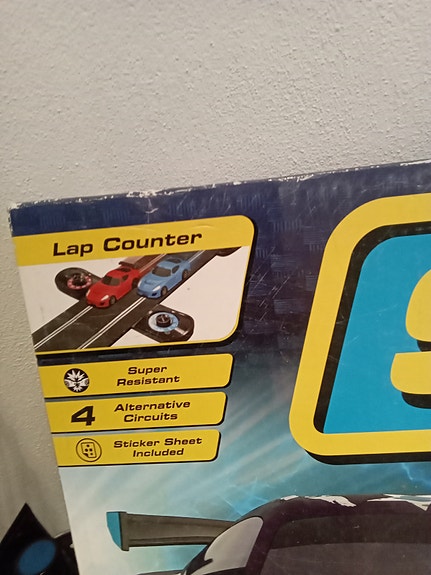 Lap Counter
Super
Resistant
4
Alternative
Circuits
Sticker Sheet
Included